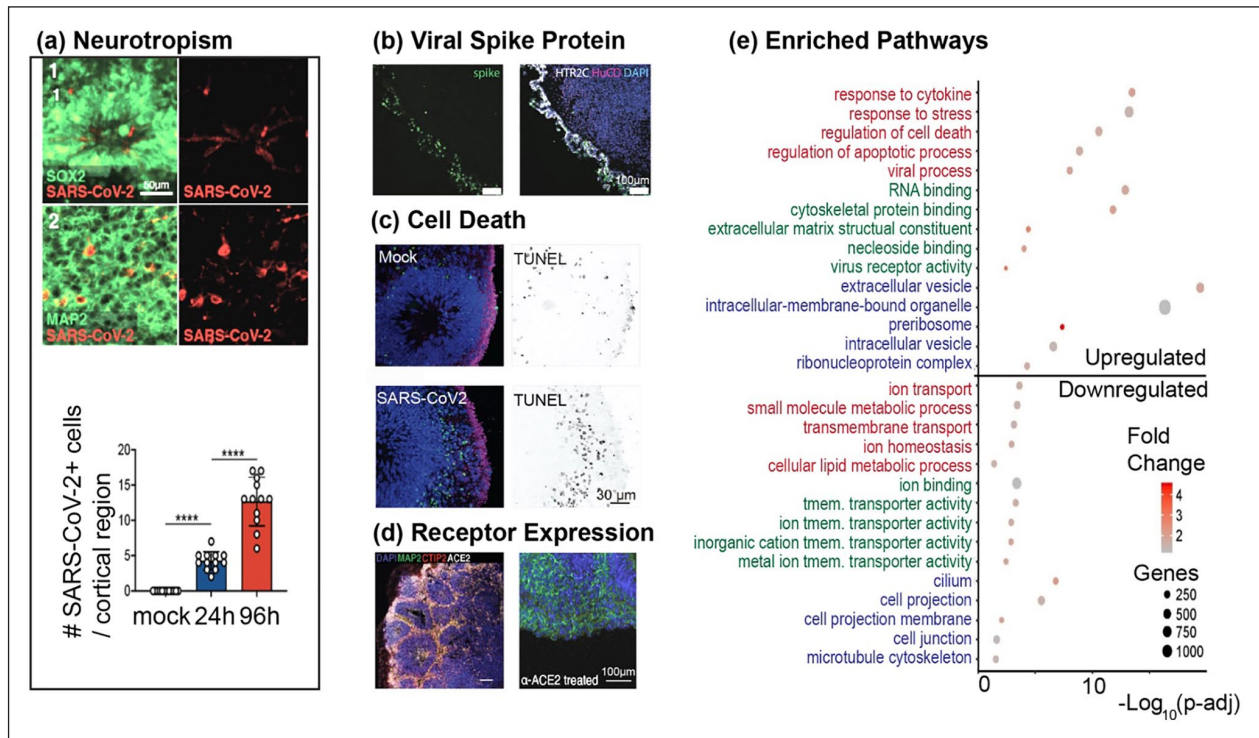 (a) Neurotropism
1
1
SOX2
SARS-CoV-2
50µm
SARS-CoV-2
2
MAP2
SARS-CoV-2
SARS-CoV-2
# SARS-CoV-2+ cells
/ cortical region
20
15
10
5
0
****
****
mock 24h 96h
(b) Viral Spike Protein
spike
HTR2C HuCD DAPI
100µm
(c) Cell Death
Mock
TUNEL
SARS-CoV2
TUNEL
30 µm
(d) Receptor Expression
DAPI MAP2 CTIP2 ACE2
α-ACE2 treated
100µm
(e) Enriched Pathways
response to cytokine
response to stress
regulation of cell death
regulation of apoptotic process
viral process
RNA binding
cytoskeletal protein binding
extracellular matrix structual constituent
necleoside binding
virus receptor activity
extracellular vesicle
intracellular-membrane-bound organelle
preribosome
intracellular vesicle
ribonucleoprotein complex
Upregulated
Downregulated
ion transport
small molecule metabolic process
transmembrane transport
ion homeostasis
cellular lipid metabolic process
ion binding
tmem. transporter activity
ion tmem. transporter activity
inorganic cation tmem. transporter activity
metal ion tmem. transporter activity
cilium
cell projection
cell projection membrane
cell junction
microtubule cytoskeleton
Fold
Change
4
3
2
Genes
250
500
750
1000
0
10
-Log10(p-adj)